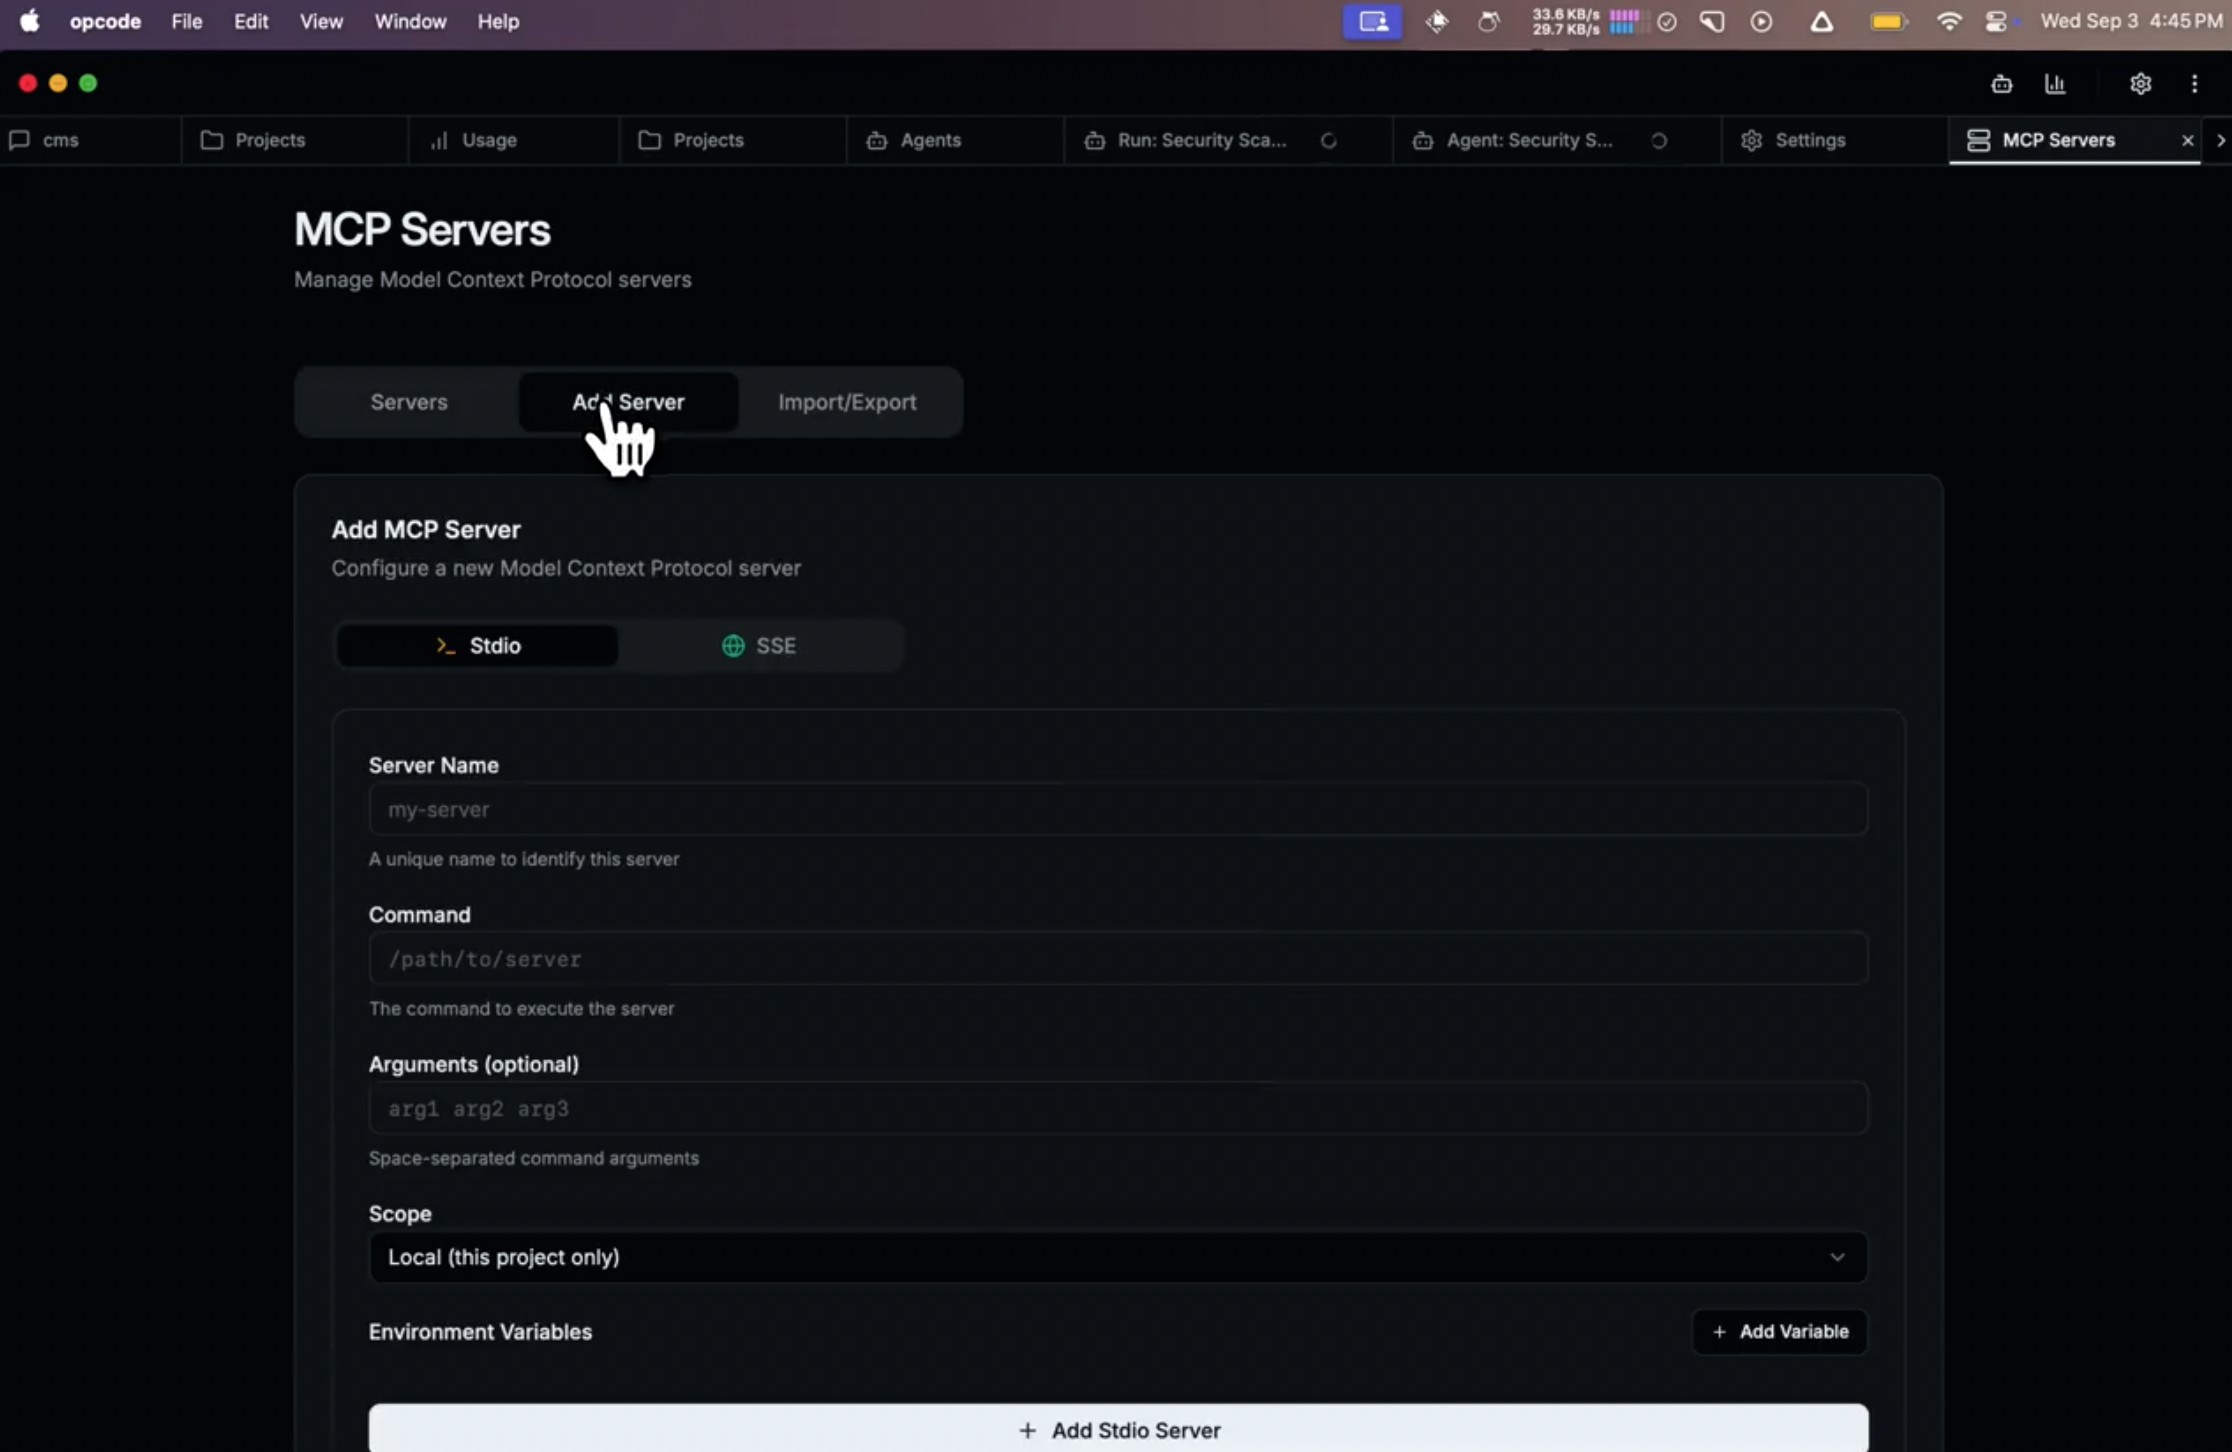 opcode File Edit View Window Help 33.6 KB/s Wed Sep 3 4:45 PM
29.7 KB/s
cms Projects Usage Projects Agents Run: Security Sca... Agent: Security S... Settings MCP Servers
MCP Servers
Manage Model Context Protocol servers
Servers Add Server Import/Export
Add MCP Server
Configure a new Model Context Protocol server
>_ Stdio SSE
Server Name
my-server
A unique name to identify this server
Command
/path/to/server
The command to execute the server
Arguments (optional)
arg1 arg2 arg3
Space-separated command arguments
Scope
Local (this project only)
Environment Variables + Add Variable
+ Add Stdio Server